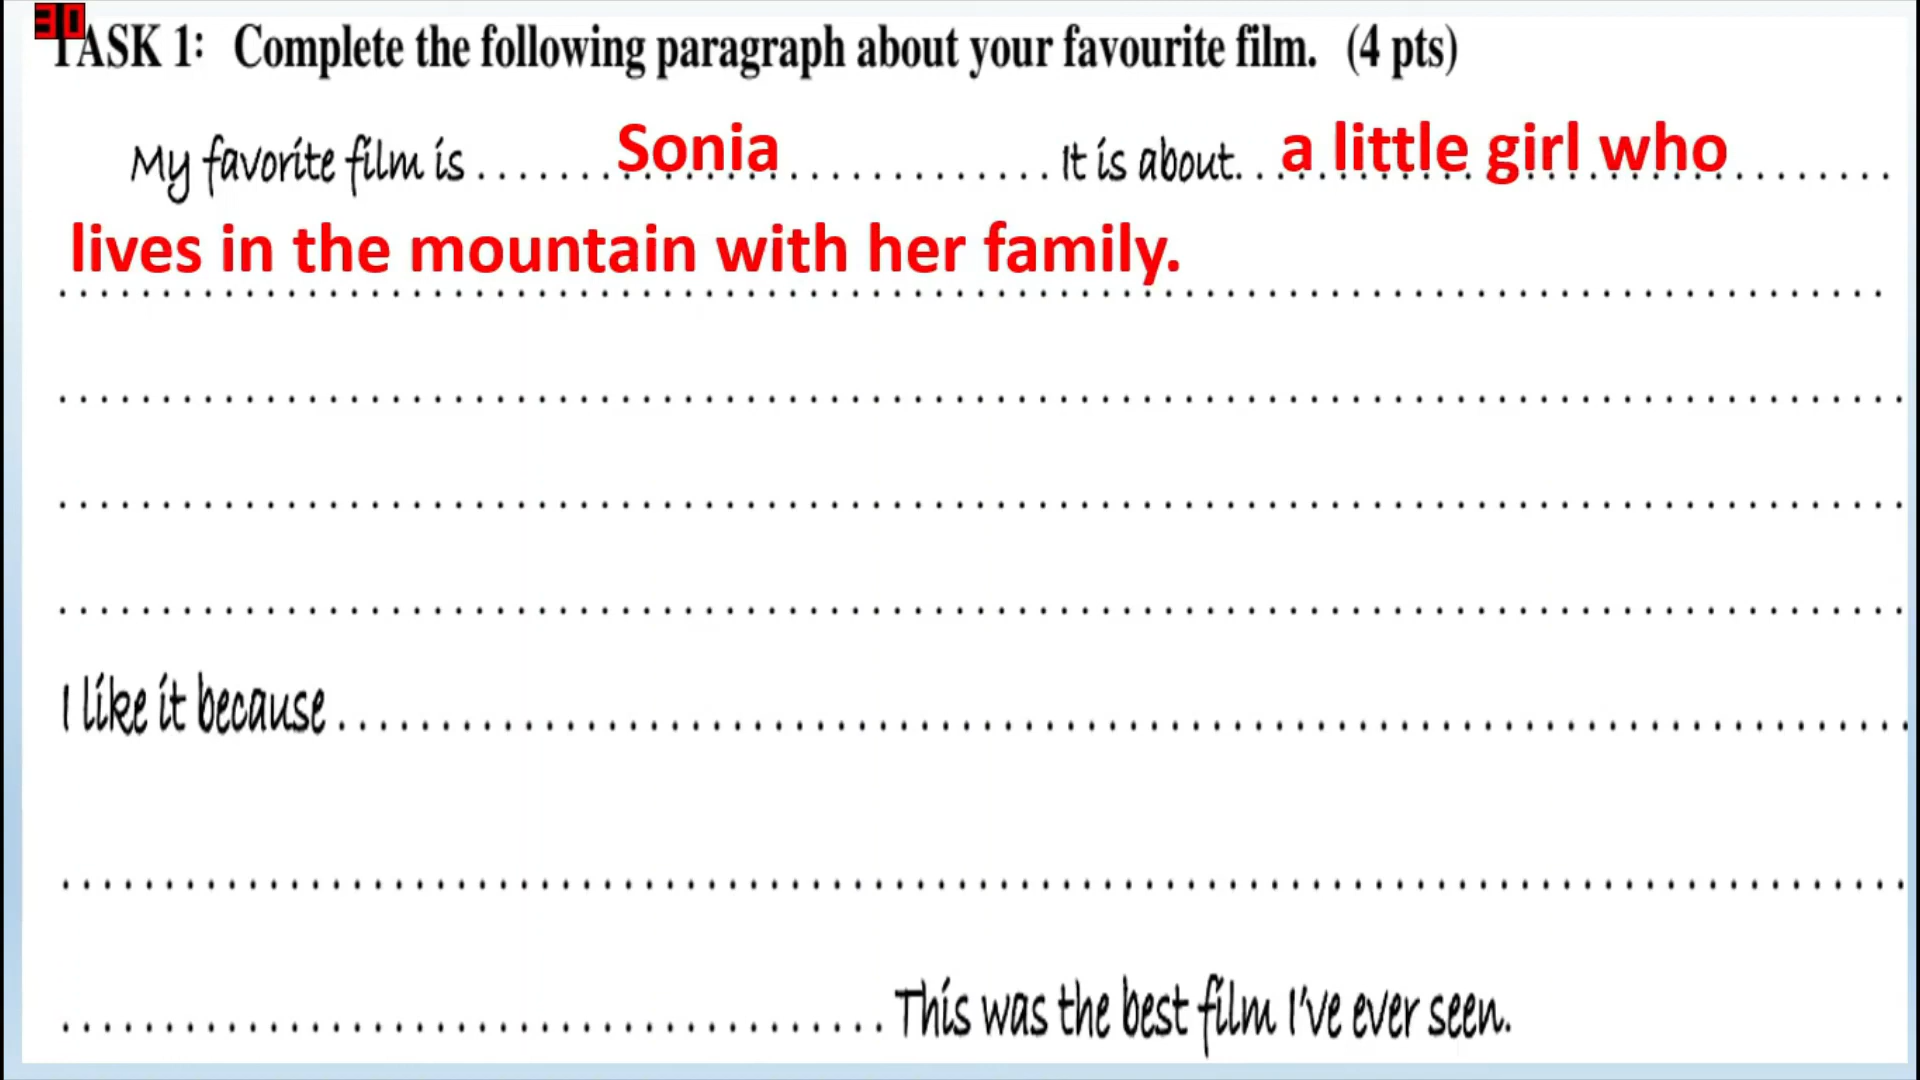 30
TASK 1: Complete the following paragraph about your favourite film. (4 pts)
My favorite film is ........ Sonia ............. It is about... a little girl who ........
lives in the mountain with her family.
I like it because ........
........ This was the best film I've ever seen.